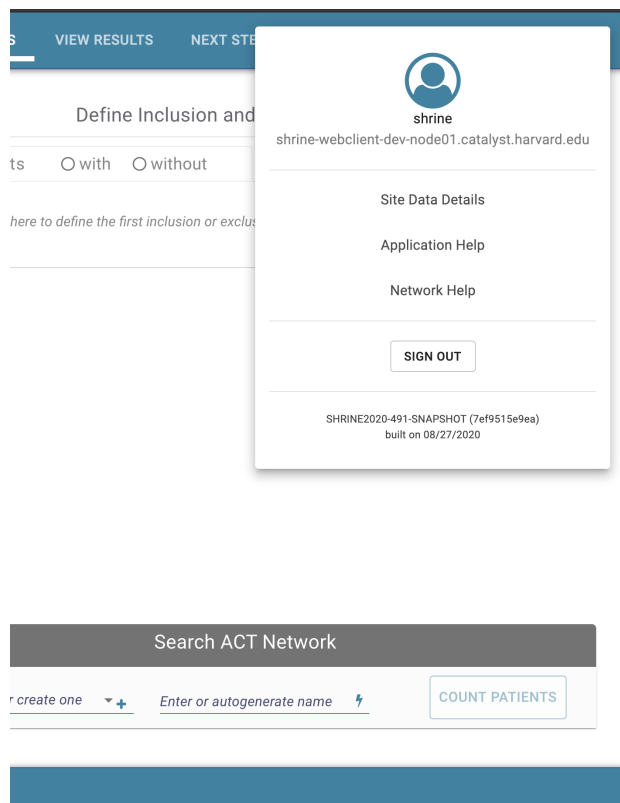 S VIEW RESULTS NEXT STE
shrine
shrine-webclient-dev-node01.catalyst.harvard.edu
Define Inclusion and
ts with without
here to define the first inclusion or exclus
Site Data Details
Application Help
Network Help
SIGN OUT
SHRINE2020-491-SNAPSHOT (7ef9515e9ea)
built on 08/27/2020
Search ACT Network
r create one Enter or autogenerate name COUNT PATIENTS